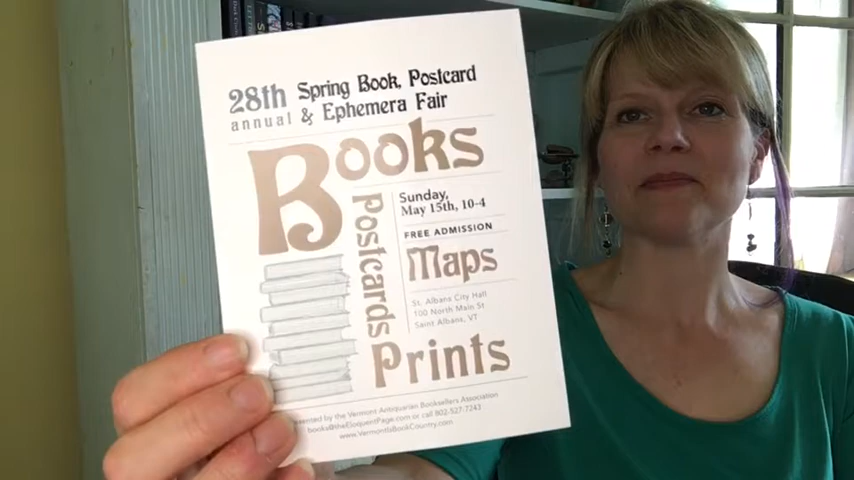 28th Spring Book, Postcard
annual & Ephemera Fair
Books
Postcards
Sunday,
May 15th, 10-4
FREE ADMISSION
Maps
St. Albans City Hall
100 North Main St
Saint Albans, VT
Prints
esented by the Vermont Antiquarian Booksellers Association
books@theEloquentPage.com or call 802-527-7243
www.VermontIsBookCountry.com